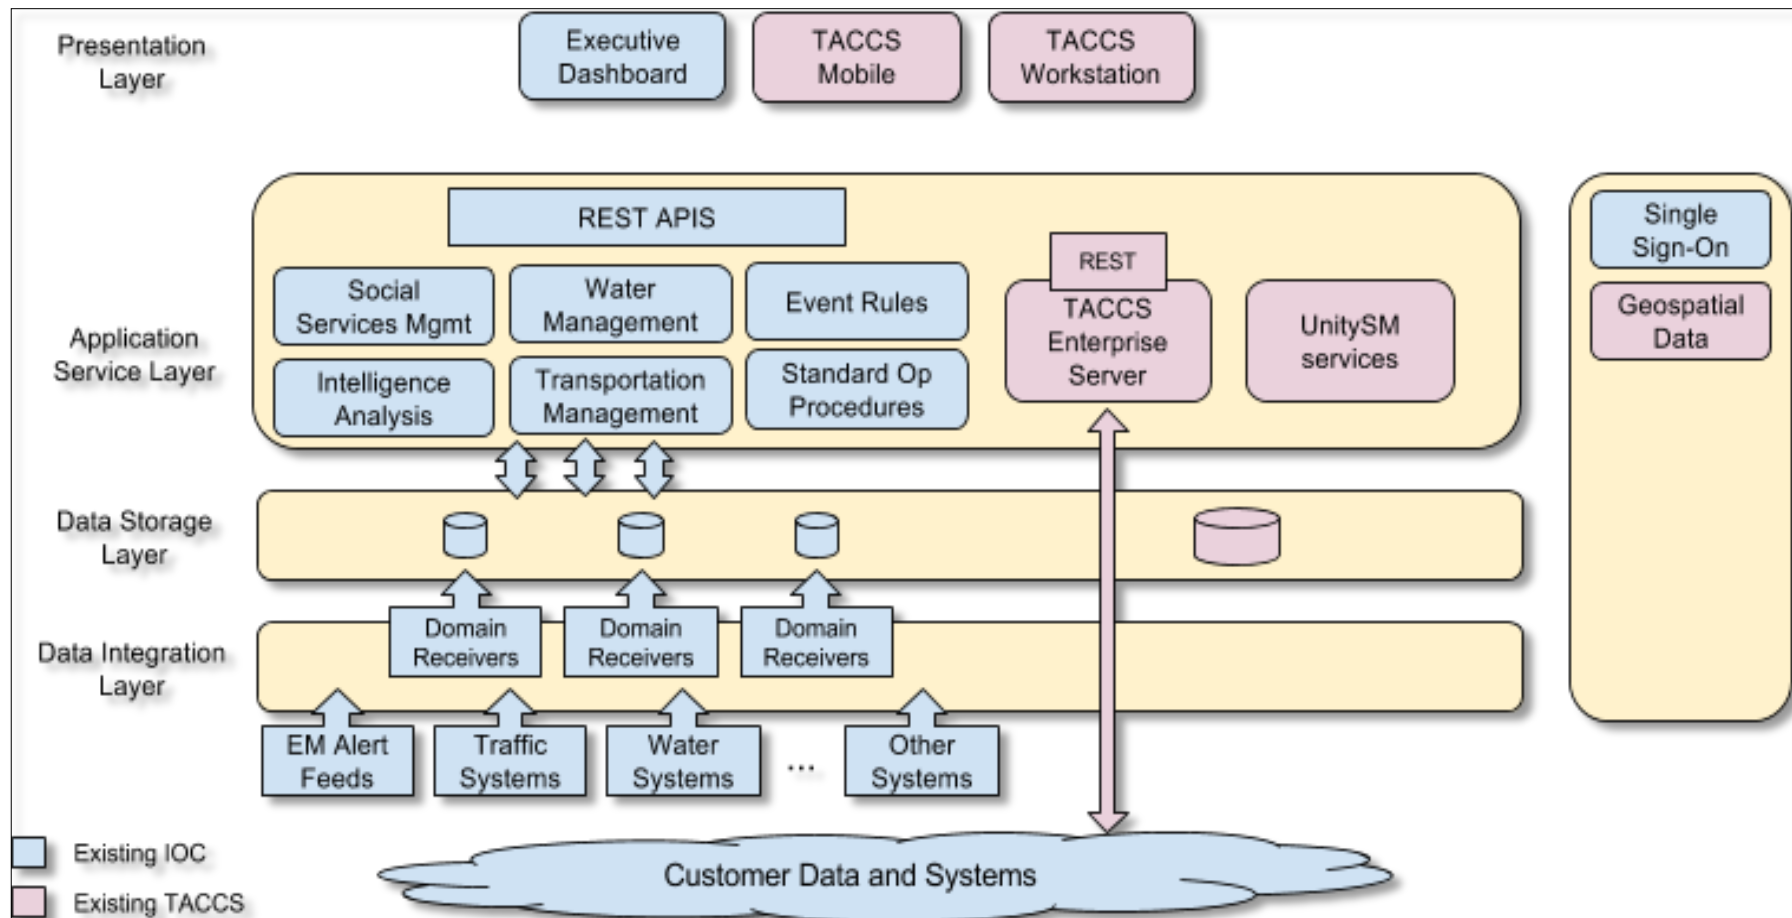 Presentation
Layer
Executive
Dashboard
TACCS
Mobile
TACCS
Workstation
REST APIS
Social
Services Mgmt
Water
Management
Event Rules
Intelligence
Analysis
Transportation
Management
Standard Op
Procedures
REST
TACCS
Enterprise
Server
UnitySM
services
Application
Service Layer
Single
Sign-On
Geospatial
Data
Data Storage
Layer
Data Integration
Layer
Domain
Receivers
Domain
Receivers
Domain
Receivers
EM Alert
Feeds
Traffic
Systems
Water
Systems
...
Other
Systems
Existing IOC
Existing TACCS
Customer Data and Systems